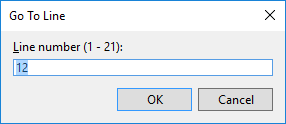 Go To Line
Line number (1 - 21):
12
OK
Cancel